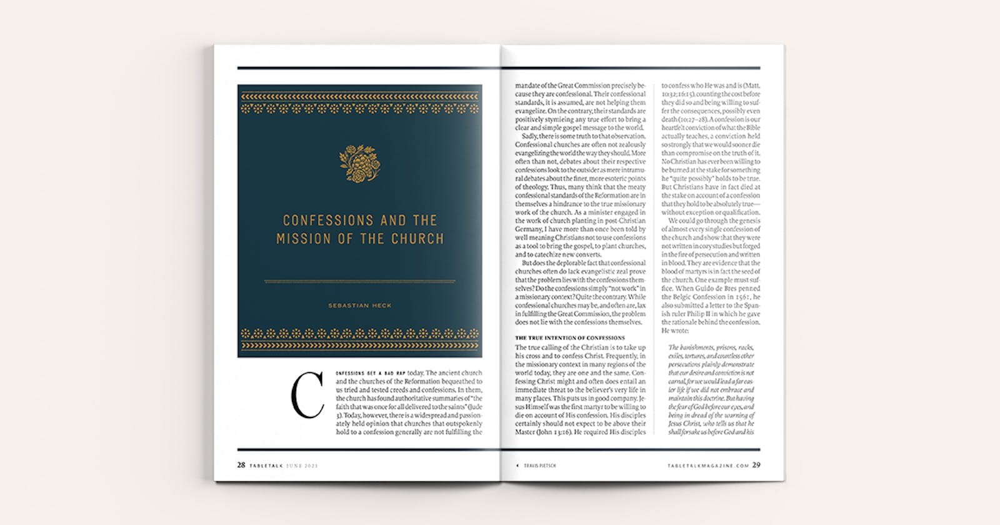 CONFESSIONS AND THE
MISSION OF THE CHURCH
SEBASTIAN HECK
CONFESSIONS GET A BAD RAP today. The ancient church
and the churches of the Reformation bequeathed to
us tried and tested creeds and confessions. In them,
the church has found authoritative summaries of “the
faith that was once for all delivered to the saints” (Jude
3). Today, however, there is a widespread and passion-
ately held opinion that churches that outspokenly
hold to a confession generally are not fulfilling the
28 TABLETALK JUNE 2021
mandate of the Great Commission precisely be-
cause they are confessional. Their confessional
standards, it is assumed, are not helping them
evangelize. On the contrary, their standards are
positively stymieing any true effort to bring a
clear and simple gospel message to the world.
Sadly, there is some truth to that observation.
Confessional churches are often not zealously
evangelizing the world the way they should. More
often than not, debates about their respective
confessions look to the outsider as mere intramu-
ral debates about the finer, more esoteric points
of theology. Thus, many think that the meaty
confessional standards of the Reformation are in
themselves a hindrance to the true missionary
work of the church. As a minister engaged in
the work of church planting in post-Christian
Germany, I have more than once been told by
well meaning Christians not to use confessions
as a tool to bring the gospel, to plant churches,
and to catechize new converts.
But does the deplorable fact that confessional
churches often do lack evangelistic zeal prove
that the problem lies with the confessions them-
selves? Do the confessions simply “not work” in
a missionary context? Quite the contrary. While
confessional churches may be, and often are, lax
in fulfilling the Great Commission, the problem
does not lie with the confessions themselves.
THE TRUE INTENTION OF CONFESSIONS
The true calling of the Christian is to take up
his cross and to confess Christ. Frequently, in
the missionary context in many regions of the
world today, they are one and the same. Con-
fessing Christ might and often does entail an
immediate threat to the believer’s very life in
many places. This puts us in good company. Je-
sus Himself was the first martyr to be willing to
die on account of His confession. His disciples
certainly should not expect to be above their
Master (John 13:16). He required His disciples
to confess who He was and is (Matt.
10:32; 16:15), counting the cost before
they did so and being willing to suf-
fer the consequences, possibly even
death (10:27–28). A confession is our
heartfelt conviction of what the Bible
actually teaches, a conviction held
so strongly that we would sooner die
than compromise on the truth of it.
No Christian has ever been willing to
be burned at the stake for something
he “quite possibly” holds to be true.
But Christians have in fact died at
the stake on account of a confession
that they hold to be absolutely true—
without exception or qualification.
We could go through the genesis
of almost every single confession of
the church and show that they were
not written in cozy studies but forged
in the fire of persecution and written
in blood. They are evidence that the
blood of martyrs is in fact the seed of
the church. One example must suf-
fice. When Guido de Bres penned
the Belgic Confession in 1561, he
also submitted a letter to the Span-
ish ruler Philip II in which he gave
the rationale behind the confession.
He wrote:
The banishments, prisons, racks,
exiles, tortures, and countless other
persecutions plainly demonstrate
that our desire and conviction is not
carnal, for we would lead a far eas-
ier life if we did not embrace and
maintain this doctrine. But having
the fear of God before our eyes, and
being in dread of the warning of
Jesus Christ, who tells us that he
shall forsake us before God and his
TRAVIS PIETSCH
TABLETALKMAGAZINE.COM 29